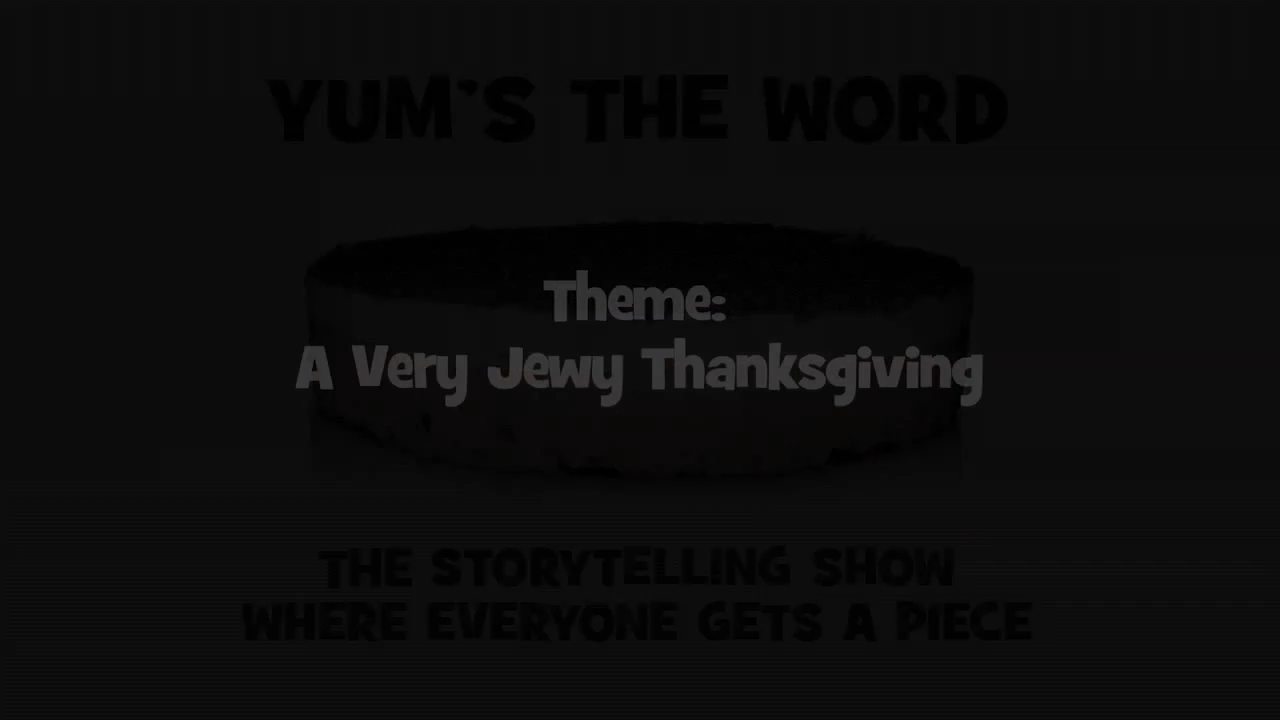 YUM'S THE WORD
Theme:
A Very Jewy Thanksgiving
THE STORYTELLING SHOW
WHERE EVERYONE GETS A PIECE